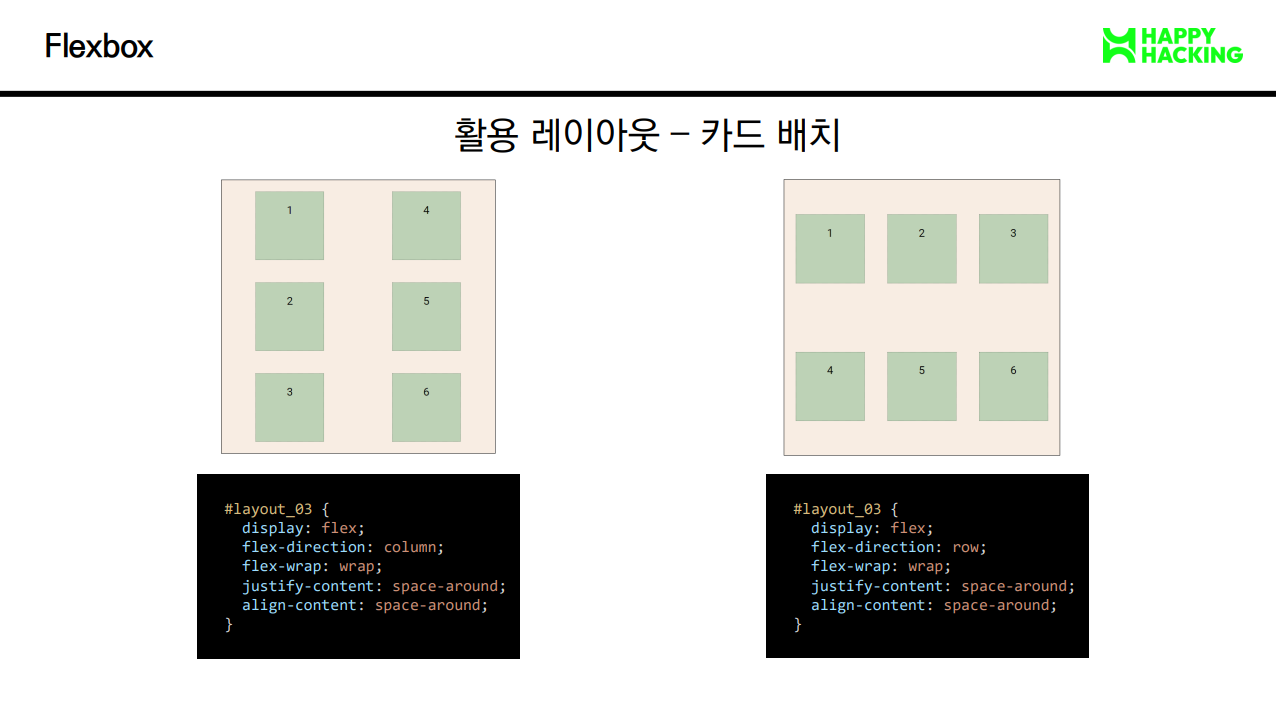 Flexbox
HAPPY
HACKING
활용 레이아웃 – 카드 배치
1
4
2
5
3
6
1
2
3
4
5
6
#layout_03 {
  display: flex;
  flex-direction: column;
  flex-wrap: wrap;
  justify-content: space-around;
  align-content: space-around;
}
#layout_03 {
  display: flex;
  flex-direction: row;
  flex-wrap: wrap;
  justify-content: space-around;
  align-content: space-around;
}